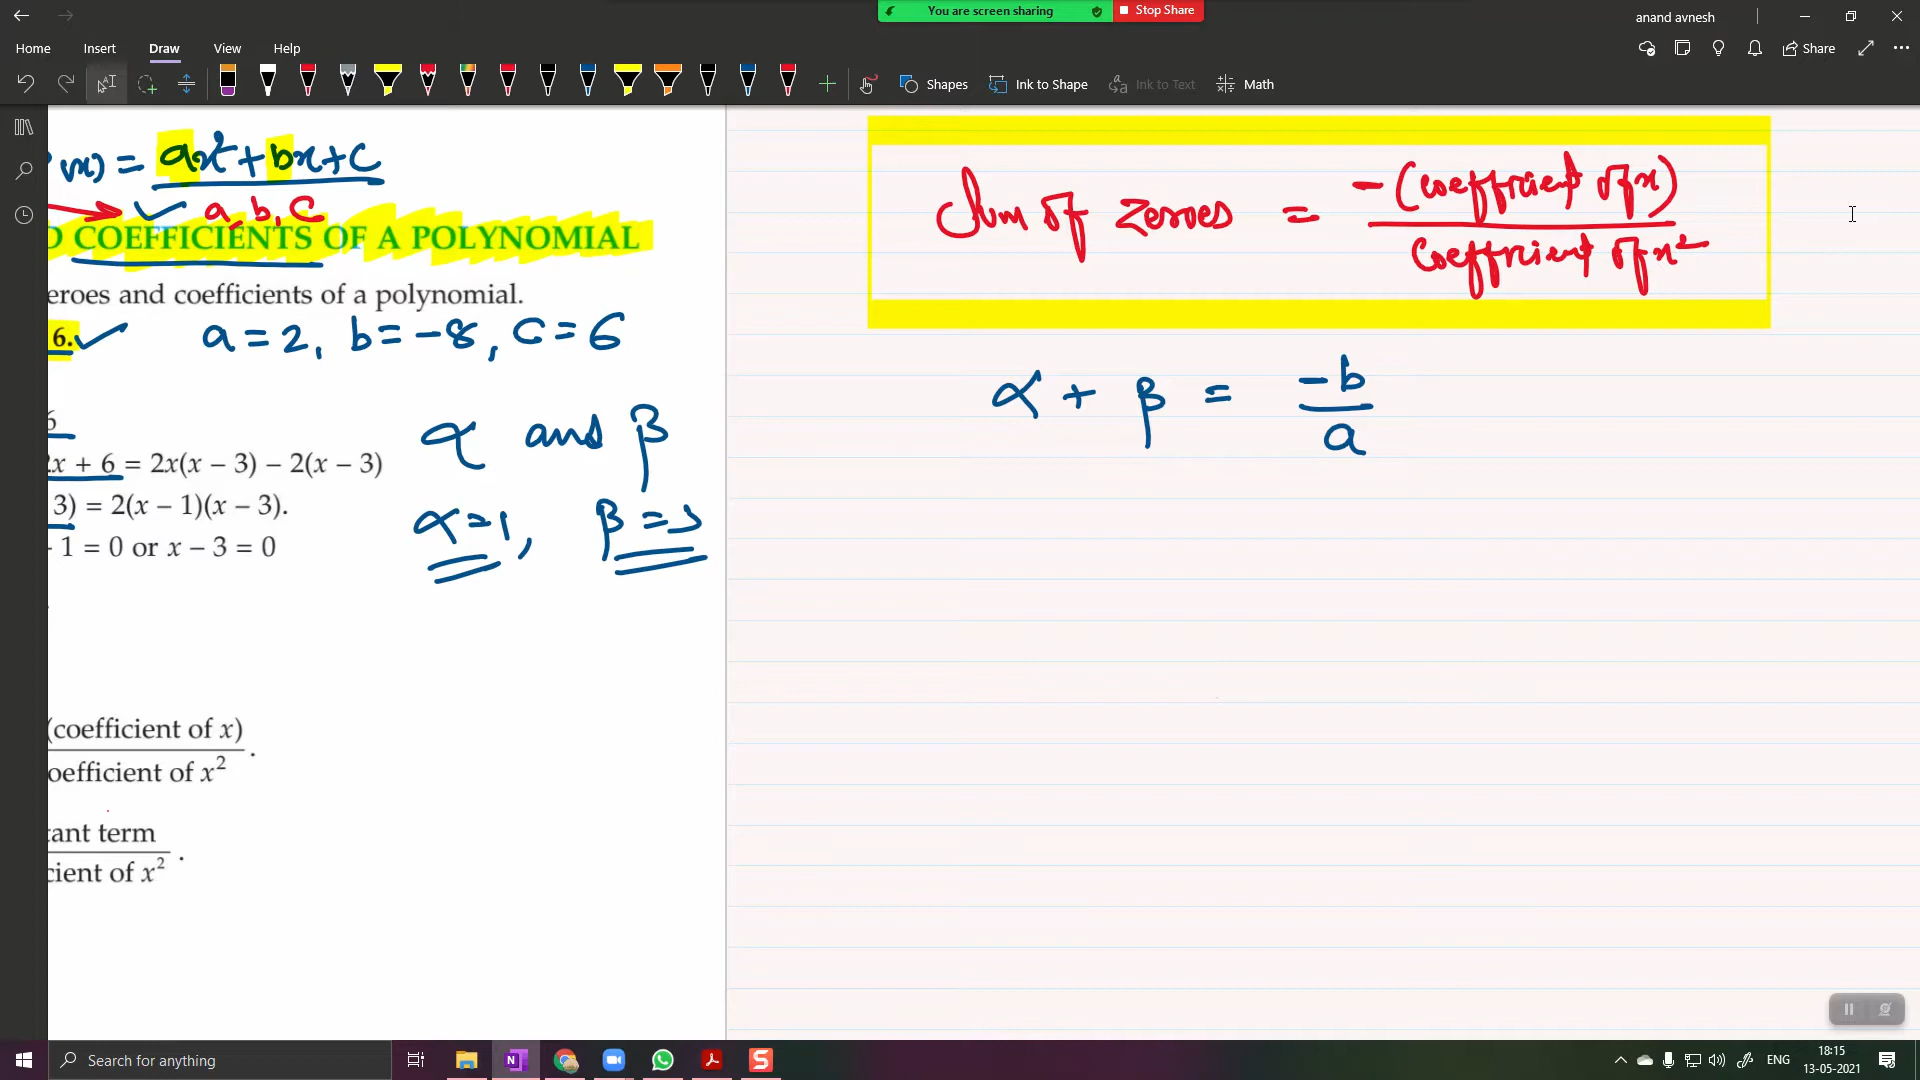 You are screen sharing
Stop Share
anand avnesh
Home Insert Draw View Help
Share
Shapes Ink to Shape Ink to Text Math
x) = ax²+bx+c
a, b, c
D COEFFICIENTS OF A POLYNOMIAL
eroes and coefficients of a polynomial.
6. a = 2, b = -8, c = 6
6
α and β
2x + 6 = 2x(x − 3) − 2(x − 3)
3) = 2(x − 1)(x − 3).
α=1, β=3
- 1 = 0 or x − 3 = 0
(coefficient of x)
oefficient of x² .
tant term
cient of x² .
Sum of zeroes = -(coefficient of x)
coefficient of x²
α + β = -b
a
Search for anything
ENG
18:15
13-05-2021